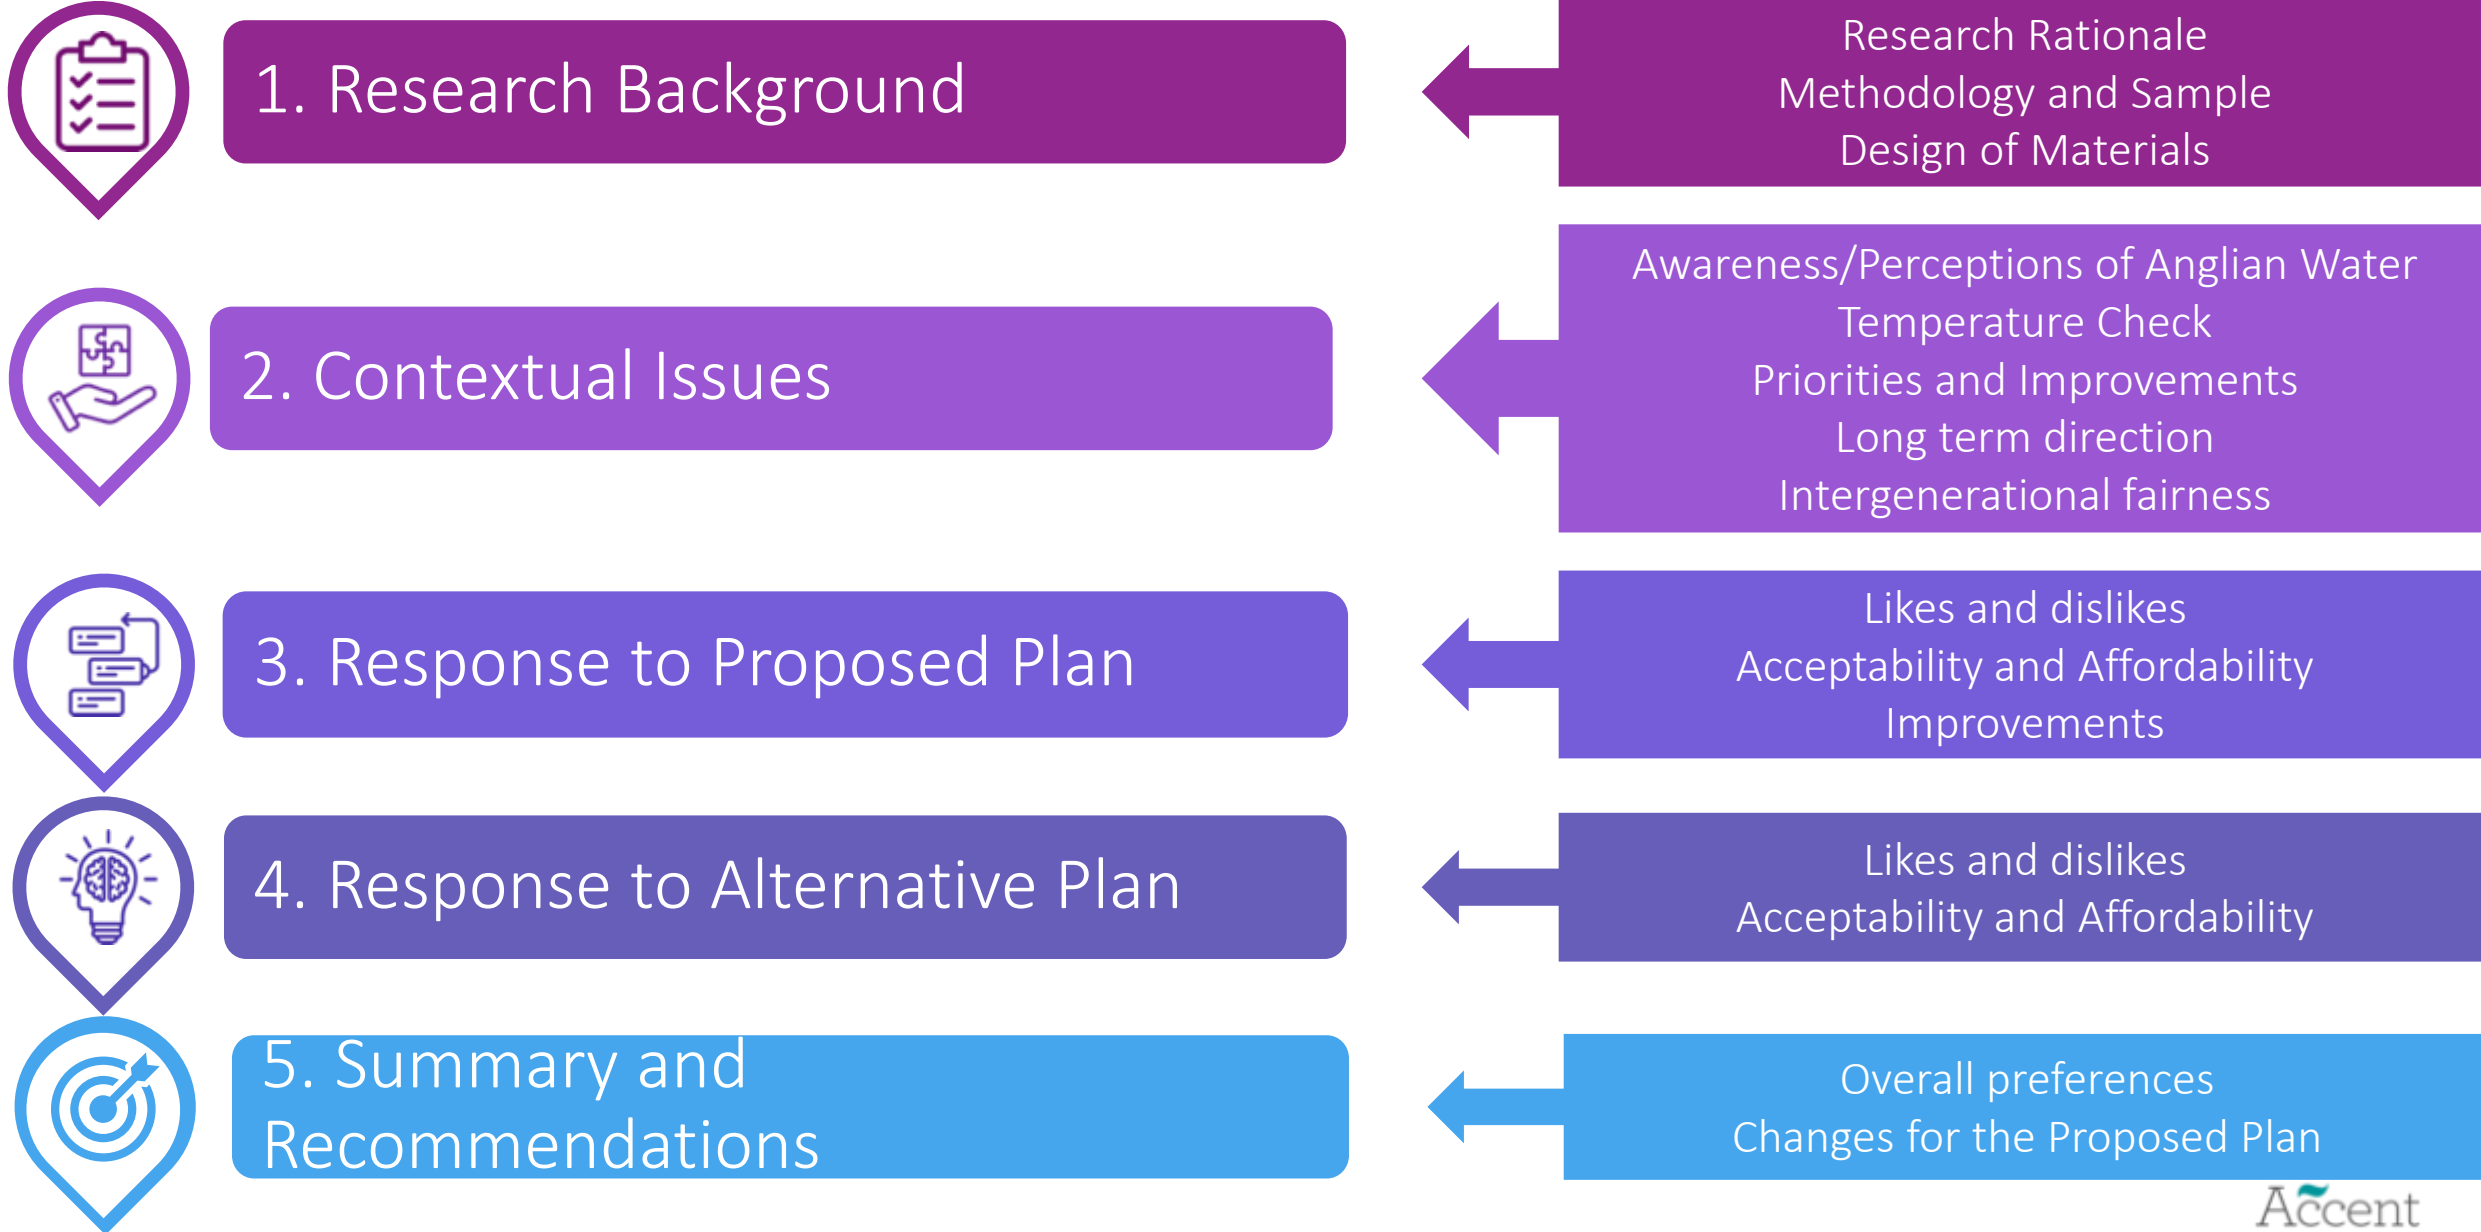 1. Research Background
Research Rationale
Methodology and Sample
Design of Materials
2. Contextual Issues
Awareness/Perceptions of Anglian Water
Temperature Check
Priorities and Improvements
Long term direction
Intergenerational fairness
3. Response to Proposed Plan
Likes and dislikes
Acceptability and Affordability
Improvements
4. Response to Alternative Plan
Likes and dislikes
Acceptability and Affordability
5. Summary and
Recommendations
Overall preferences
Changes for the Proposed Plan
Accent